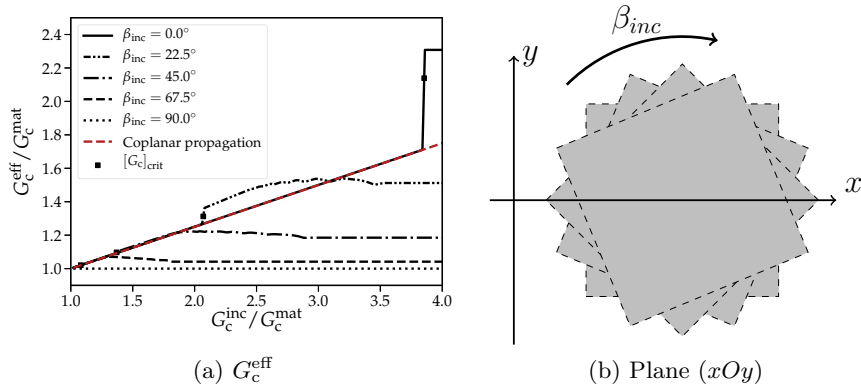 2.4
2.2
2.0
1.8
1.6
1.4
1.2
1.0
G_c^eff/G_c^mat
β_inc = 0.0°
β_inc = 22.5°
β_inc = 45.0°
β_inc = 67.5°
β_inc = 90.0°
Coplanar propagation
[G_c]_crit
1.0 1.5 2.0 2.5 3.0 3.5 4.0
G_c^inc/G_c^mat
(a) G_c^eff
β_inc
y
x
(b) Plane (xOy)